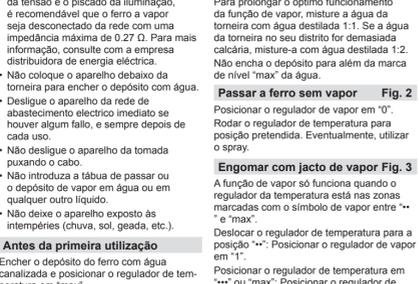 da tensão e o piscada da iluminação,
é recomendável que o ferro a vapor
seja desconectado da rede com uma
impedância máxima de 0.27 Ω. Para mais
informação, consulte com a empresa
distribuidora de energia eléctrica.
• Não coloque o aparelho debaixo da
torneira para encher o depósito com água.
• Desligue o aparelho da rede de
abastecimento electrico imediato se
houver algum fallo, e sempre depois de
cada uso.
• Não desligue o aparelho da tomada
puxando o cabo.
• Não introduza a tábua de passar ou
o depósito de vapor em água ou em
qualquer outro líquido.
• Não deixe o aparelho exposto às
intempéries (chuva, sol, geada, etc.).
Antes da primeira utilização
Encher o depósito do ferro com água
canalizada e posicionar o regulador de tem-
Para prolongar o óptimo funcionamento
da função de vapor, misture a água da
torneira com água destilada 1:1. Se a água
da torneira no seu distrito for demasiada
calcária, misture-a com água destilada 1:2.
Não encha o depósito para além da marca
de nível “max” da água.
Passar a ferro sem vapor Fig. 2
Posicionar o regulador de vapor em “0”.
Rodar o regulador de temperatura para
posição pretendida. Eventualmente, utilizar
o spray.
Engomar com jacto de vapor Fig. 3
A função de vapor só funciona quando o
regulador da temperatura está nas zonas
marcadas com o símbolo de vapor entre “••
” e “max”.
Deslocar o regulador de temperatura para a
posição “••”: Posicionar o regulador de vapor
em “1”.
Posicionar o regulador de temperatura em
“•••” ou “max”: Posicionar o regulador de